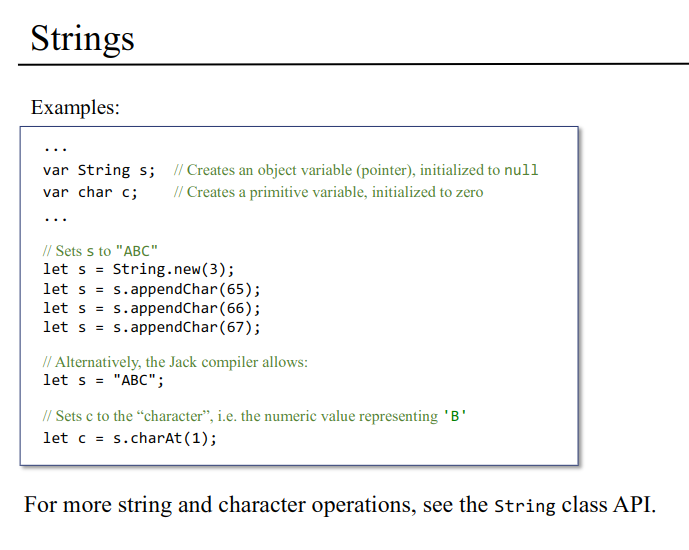 Strings
Examples:
...
var String s;  // Creates an object variable (pointer), initialized to null
var char c;  // Creates a primitive variable, initialized to zero
...
// Sets s to "ABC"
let s = String.new(3);
let s = s.appendChar(65);
let s = s.appendChar(66);
let s = s.appendChar(67);
// Alternatively, the Jack compiler allows:
let s = "ABC";
// Sets c to the “character”, i.e. the numeric value representing 'B'
let c = s.charAt(1);
For more string and character operations, see the String class API.